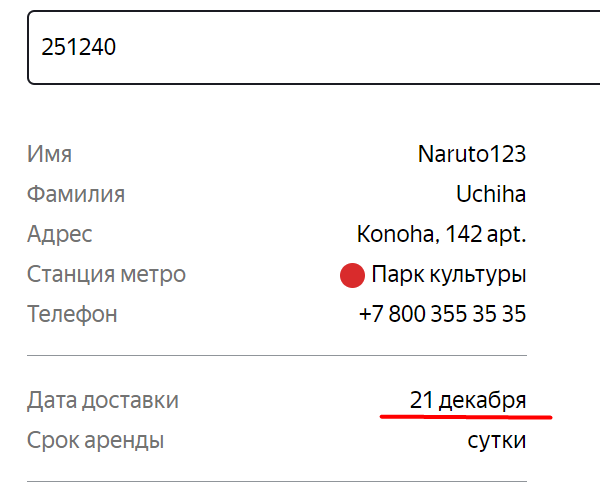 251240
Имя Naruto123
Фамилия Uchiha
Адрес Konoha, 142 apt.
Станция метро Парк культуры
Телефон +7 800 355 35 35
Дата доставки 21 декабря
Срок аренды сутки